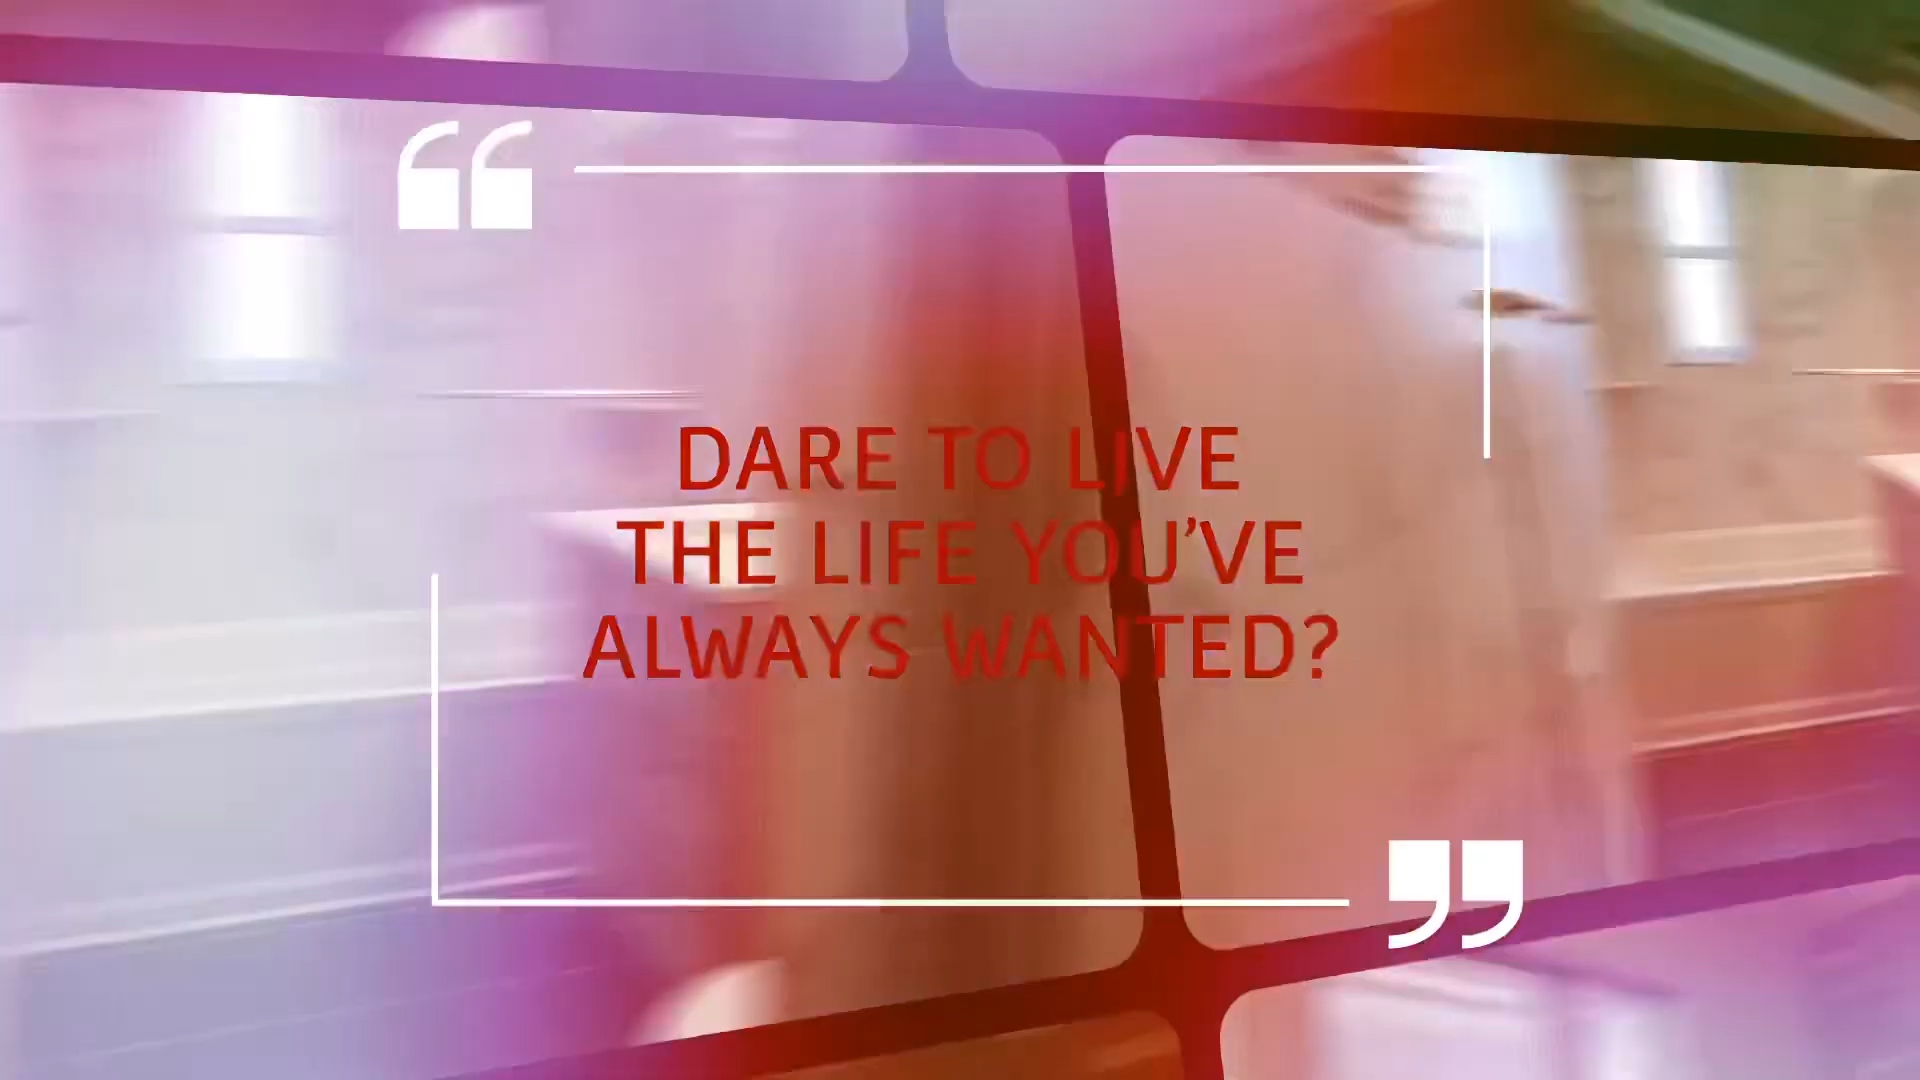 “
DARE TO LIVE
THE LIFE YOU’VE
ALWAYS WANTED?
”